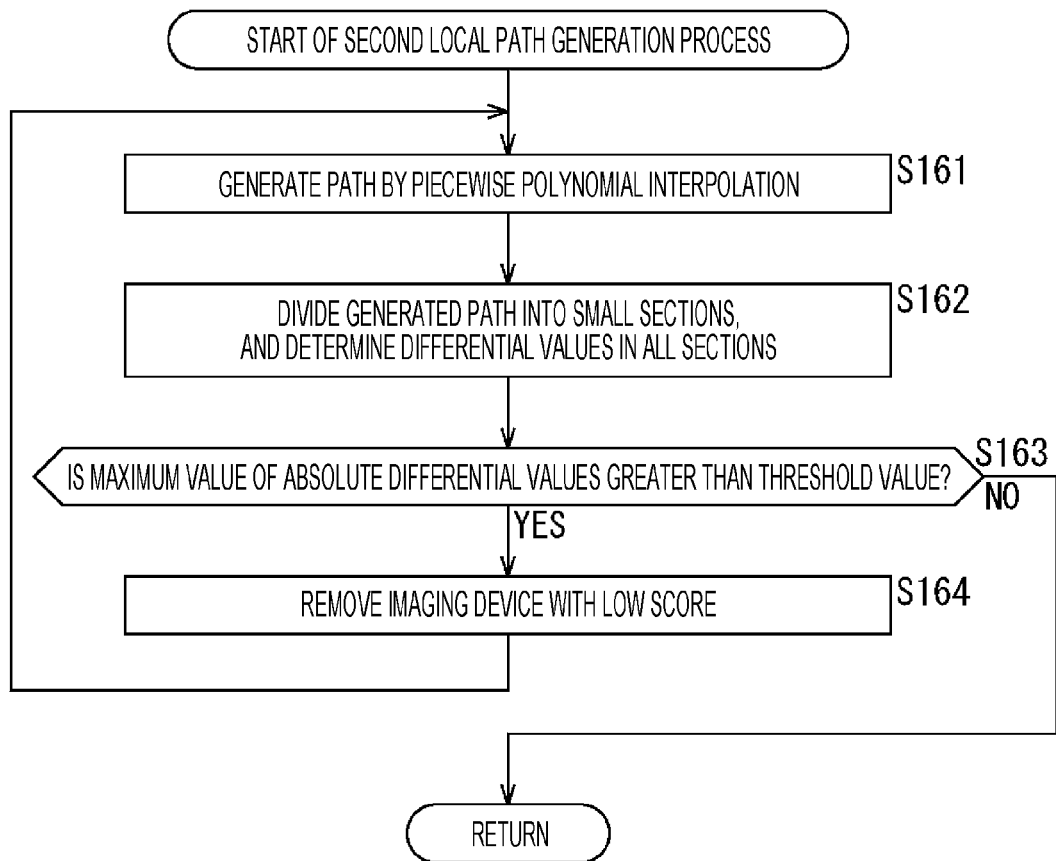 START OF SECOND LOCAL PATH GENERATION PROCESS
GENERATE PATH BY PIECEWISE POLYNOMIAL INTERPOLATION
S161
DIVIDE GENERATED PATH INTO SMALL SECTIONS,
AND DETERMINE DIFFERENTIAL VALUES IN ALL SECTIONS
S162
IS MAXIMUM VALUE OF ABSOLUTE DIFFERENTIAL VALUES GREATER THAN THRESHOLD VALUE?
S163
NO
YES
REMOVE IMAGING DEVICE WITH LOW SCORE
S164
RETURN